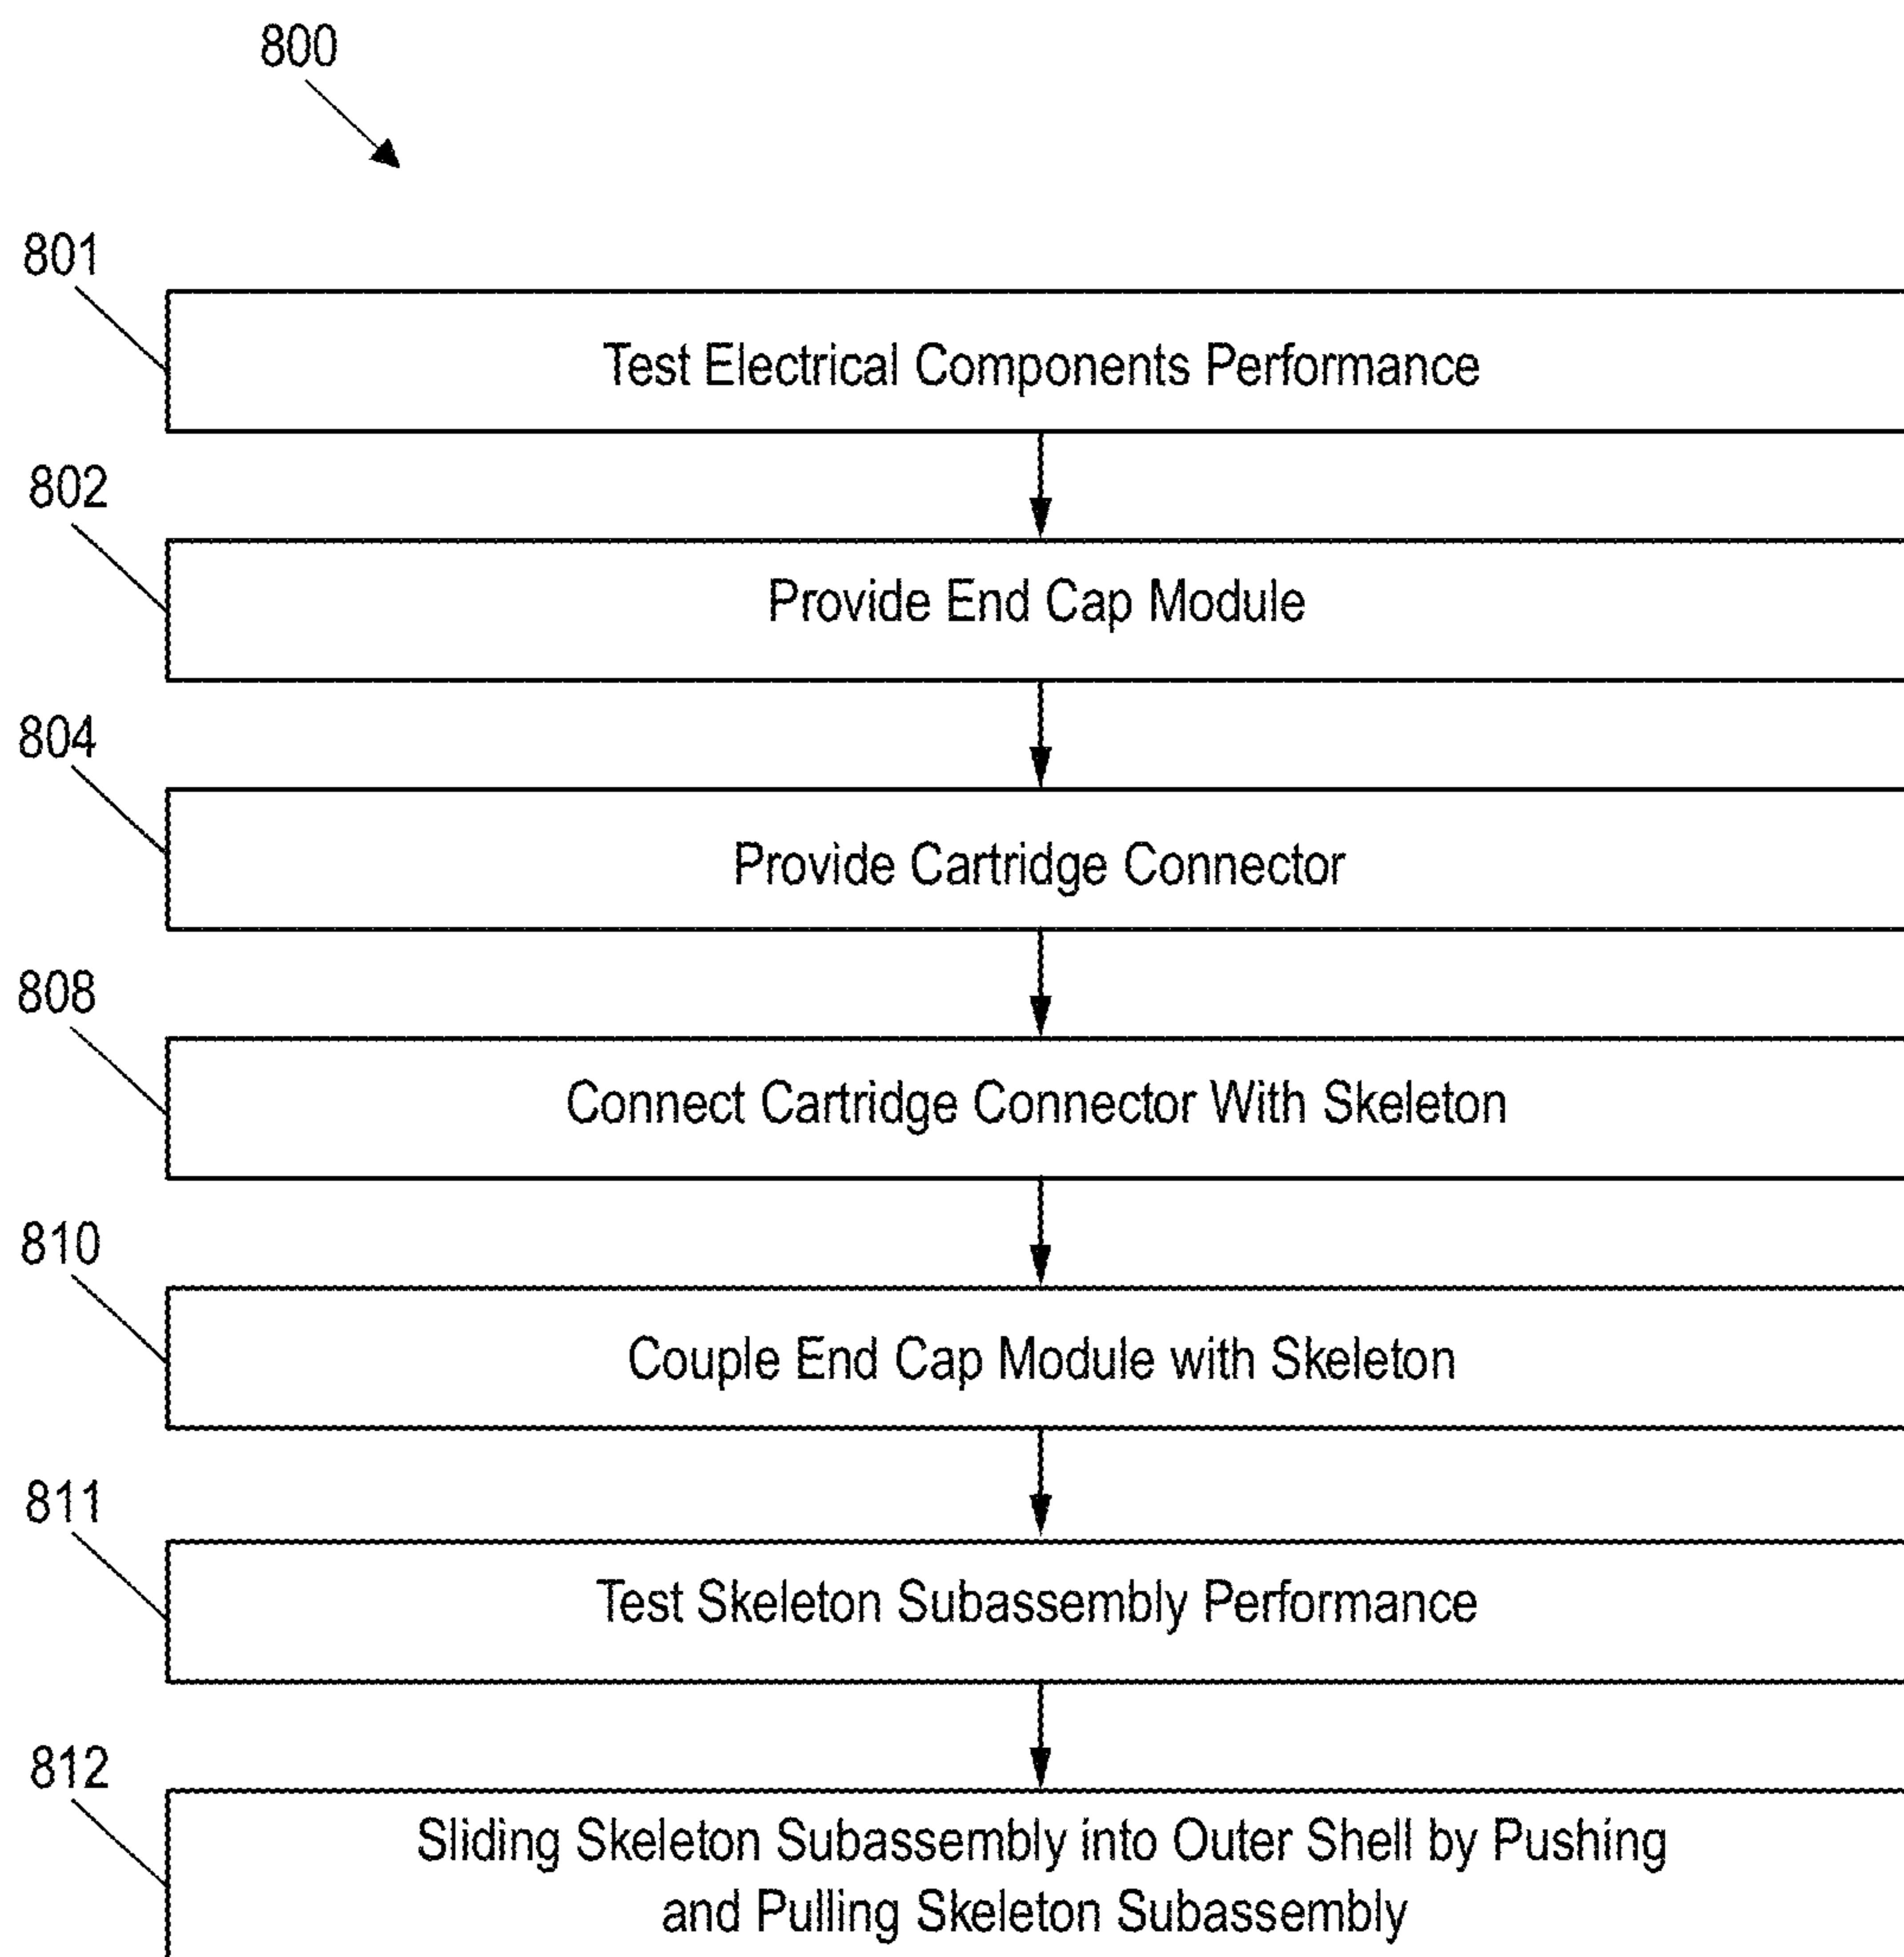 800
801
Test Electrical Components Performance
802
Provide End Cap Module
804
Provide Cartridge Connector
808
Connect Cartridge Connector With Skeleton
810
Couple End Cap Module with Skeleton
811
Test Skeleton Subassembly Performance
812
Sliding Skeleton Subassembly into Outer Shell by Pushing
and Pulling Skeleton Subassembly